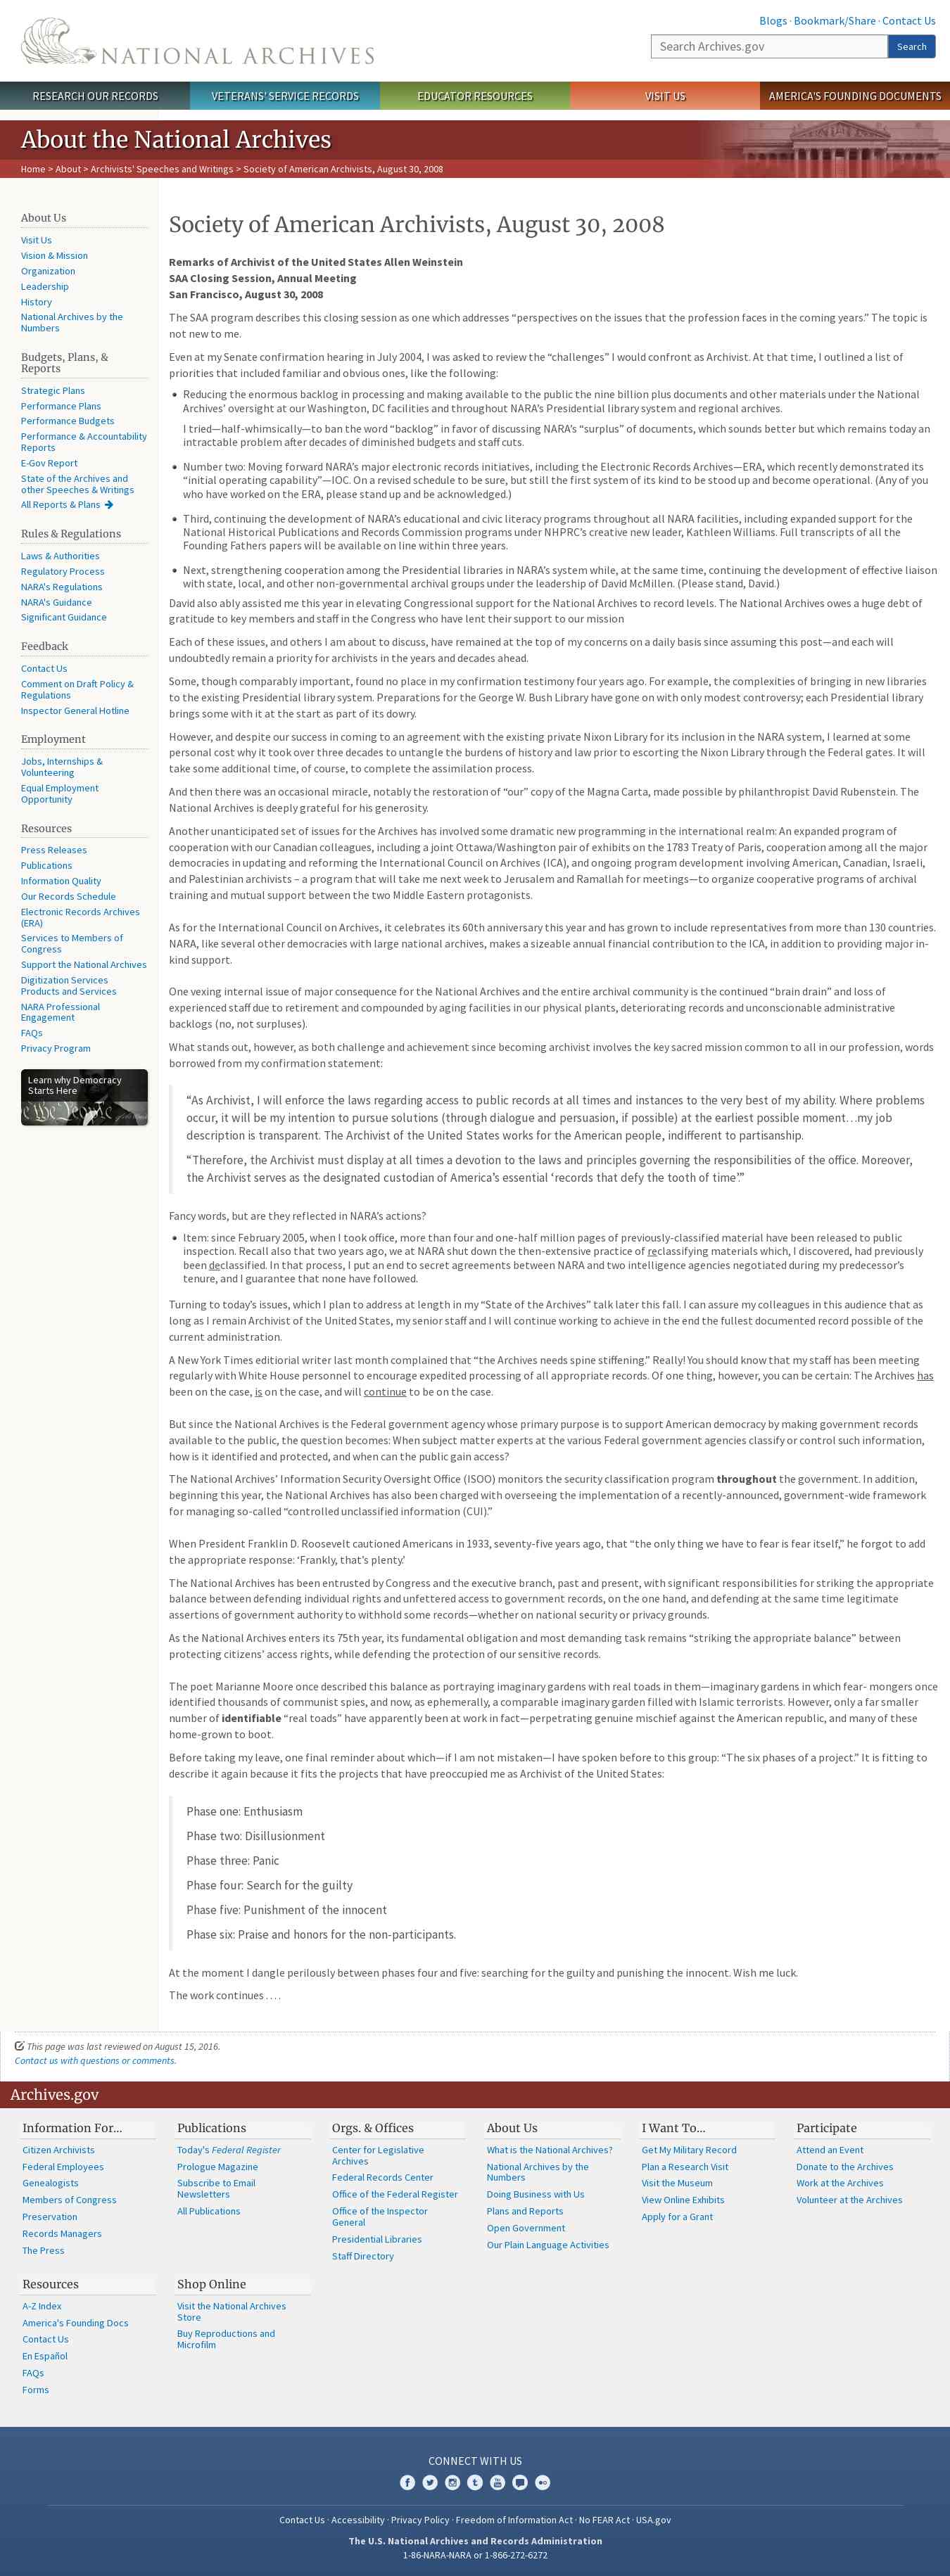 Blogs · Bookmark/Share · Contact Us
NATIONAL ARCHIVES
Search Archives.gov
Search
RESEARCH OUR RECORDS
VETERANS' SERVICE RECORDS
EDUCATOR RESOURCES
VISIT US
AMERICA'S FOUNDING DOCUMENTS
About the National Archives
Home > About > Archivists' Speeches and Writings > Society of American Archivists, August 30, 2008
About Us
Visit Us
Vision & Mission
Organization
Leadership
History
National Archives by the
Numbers
Budgets, Plans, &
Reports
Strategic Plans
Performance Plans
Performance Budgets
Performance & Accountability
Reports
E-Gov Report
State of the Archives and
other Speeches & Writings
All Reports & Plans
Rules & Regulations
Laws & Authorities
Regulatory Process
NARA's Regulations
NARA's Guidance
Significant Guidance
Feedback
Contact Us
Comment on Draft Policy &
Regulations
Inspector General Hotline
Employment
Jobs, Internships &
Volunteering
Equal Employment
Opportunity
Resources
Press Releases
Publications
Information Quality
Our Records Schedule
Electronic Records Archives
(ERA)
Services to Members of
Congress
Support the National Archives
Digitization Services
Products and Services
NARA Professional
Engagement
FAQs
Privacy Program
Learn why Democracy
Starts Here
We the People
Society of American Archivists, August 30, 2008
Remarks of Archivist of the United States Allen Weinstein
SAA Closing Session, Annual Meeting
San Francisco, August 30, 2008
The SAA program describes this closing session as one which addresses “perspectives on the issues that the profession faces in the coming years.” The topic is
not new to me.
Even at my Senate confirmation hearing in July 2004, I was asked to review the “challenges” I would confront as Archivist. At that time, I outlined a list of
priorities that included familiar and obvious ones, like the following:
Reducing the enormous backlog in processing and making available to the public the nine billion plus documents and other materials under the National
Archives’ oversight at our Washington, DC facilities and throughout NARA’s Presidential library system and regional archives.
I tried—half-whimsically—to ban the word “backlog” in favor of discussing NARA’s “surplus” of documents, which sounds better but which remains today an
intractable problem after decades of diminished budgets and staff cuts.
Number two: Moving forward NARA’s major electronic records initiatives, including the Electronic Records Archives—ERA, which recently demonstrated its
“initial operating capability”—IOC. On a revised schedule to be sure, but still the first system of its kind to be stood up and become operational. (Any of you
who have worked on the ERA, please stand up and be acknowledged.)
Third, continuing the development of NARA’s educational and civic literacy programs throughout all NARA facilities, including expanded support for the
National Historical Publications and Records Commission programs under NHPRC’s creative new leader, Kathleen Williams. Full transcripts of all the
Founding Fathers papers will be available on line within three years.
Next, strengthening cooperation among the Presidential libraries in NARA’s system while, at the same time, continuing the development of effective liaison
with state, local, and other non-governmental archival groups under the leadership of David McMillen. (Please stand, David.)
David also ably assisted me this year in elevating Congressional support for the National Archives to record levels. The National Archives owes a huge debt of
gratitude to key members and staff in the Congress who have lent their support to our mission
Each of these issues, and others I am about to discuss, have remained at the top of my concerns on a daily basis since assuming this post—and each will
undoubtedly remain a priority for archivists in the years and decades ahead.
Some, though comparably important, found no place in my confirmation testimony four years ago. For example, the complexities of bringing in new libraries
to the existing Presidential library system. Preparations for the George W. Bush Library have gone on with only modest controversy; each Presidential library
brings some with it at the start as part of its dowry.
However, and despite our success in coming to an agreement with the existing private Nixon Library for its inclusion in the NARA system, I learned at some
personal cost why it took over three decades to untangle the burdens of history and law prior to escorting the Nixon Library through the Federal gates. It will
take some additional time, of course, to complete the assimilation process.
And then there was an occasional miracle, notably the restoration of “our” copy of the Magna Carta, made possible by philanthropist David Rubenstein. The
National Archives is deeply grateful for his generosity.
Another unanticipated set of issues for the Archives has involved some dramatic new programming in the international realm: An expanded program of
cooperation with our Canadian colleagues, including a joint Ottawa/Washington pair of exhibits on the 1783 Treaty of Paris, cooperation among all the major
democracies in updating and reforming the International Council on Archives (ICA), and ongoing program development involving American, Canadian, Israeli,
and Palestinian archivists – a program that will take me next week to Jerusalem and Ramallah for meetings—to organize cooperative programs of archival
training and mutual support between the two Middle Eastern protagonists.
As for the International Council on Archives, it celebrates its 60th anniversary this year and has grown to include representatives from more than 130 countries.
NARA, like several other democracies with large national archives, makes a sizeable annual financial contribution to the ICA, in addition to providing major in-
kind support.
One vexing internal issue of major consequence for the National Archives and the entire archival community is the continued “brain drain” and loss of
experienced staff due to retirements and compounded by aging facilities in our physical plants, deteriorating records and unconscionable administrative
backlogs (no, not surpluses).
What stands out, however, as both challenge and achievement since becoming archivist involves the key sacred mission common to all in our profession, words
borrowed from my confirmation statement:
“As Archivist, I will enforce the laws regarding access to public records at all times and instances to the very best of my ability. Where problems
occur, it will be my intention to pursue solutions (through dialogue and persuasion, if possible) at the earliest possible moment…my job
description is transparent. The Archivist of the United States works for the American people, indifferent to partisanship.
“Therefore, the Archivist must display at all times a devotion to the laws and principles governing the responsibilities of the office. Moreover,
the Archivist serves as the designated custodian of America’s essential ‘records that defy the tooth of time’.”
Fancy words, but are they reflected in NARA’s actions?
Item: since February 2005, when I took office, more than four and one-half million pages of previously-classified material have been released to public
inspection. Recall also that two years ago, we at NARA shut down the then-extensive practice of reclassifying materials which, I discovered, had previously
been declassified. In that process, I put an end to secret agreements between NARA and two intelligence agencies negotiated during my predecessor’s
tenure, and I guarantee that none have followed.
Turning to today’s issues, which I plan to address at length in my “State of the Archives” talk later this fall. I can assure my colleagues in this audience that as
long as I remain Archivist of the United States, my senior staff and I will continue working to achieve in the end the fullest documented record possible of the
current administration.
A New York Times editiorial writer last month complained that “the Archives needs spine stiffening.” Really! You should know that my staff has been meeting
regularly with White House personnel to encourage expedited processing of all appropriate records. Of one thing, however, you can be certain: The Archives has
been on the case, is on the case, and will continue to be on the case.
But since the National Archives is the Federal government agency whose primary purpose is to support American democracy by making government records
available to the public, the question becomes: When subject matter experts at the various Federal government agencies classify or control such information,
how is it identified and protected, and when can the public gain access?
The National Archives’ Information Security Oversight Office (ISOO) monitors the security classification program throughout the government. In addition,
beginning this year, the National Archives has also been charged with overseeing the implementation of a recently-announced, government-wide framework
for managing so-called “controlled unclassified information (CUI).”
When President Franklin D. Roosevelt cautioned Americans in 1933, seventy-five years ago, that “the only thing we have to fear is fear itself,” he forgot to add
the appropriate response: ‘Frankly, that’s plenty.’
The National Archives has been entrusted by Congress and the executive branch, past and present, with significant responsibilities for striking the appropriate
balance between defending individual rights and unfettered access to government records, on the one hand, and defending at the same time legitimate
assertions of government authority to withhold some records—whether on national security or privacy grounds.
As the National Archives enters its 75th year, its fundamental obligation and most demanding task remains “striking the appropriate balance” between
protecting citizens’ access rights, while defending the protection of our sensitive records.
The poet Marianne Moore once described this balance as portraying imaginary gardens with real toads in them—imaginary gardens in which fear- mongers once
identified thousands of communist spies, and now, as ephemerally, a comparable imaginary garden filled with Islamic terrorists. However, only a far smaller
number of identifiable “real toads” have apparently been at work in fact—perpetrating genuine mischief against the American republic, and many of these
home-grown to boot.
Before taking my leave, one final reminder about which—if I am not mistaken—I have spoken before to this group: “The six phases of a project.” It is fitting to
describe it again because it fits the projects that have preoccupied me as Archivist of the United States:
Phase one: Enthusiasm
Phase two: Disillusionment
Phase three: Panic
Phase four: Search for the guilty
Phase five: Punishment of the innocent
Phase six: Praise and honors for the non-participants.
At the moment I dangle perilously between phases four and five: searching for the guilty and punishing the innocent. Wish me luck.
The work continues . . . .
This page was last reviewed on August 15, 2016.
Contact us with questions or comments.
Archives.gov
Information For…
Citizen Archivists
Federal Employees
Genealogists
Members of Congress
Preservation
Records Managers
The Press
Publications
Today's Federal Register
Prologue Magazine
Subscribe to Email
Newsletters
All Publications
Orgs. & Offices
Center for Legislative
Archives
Federal Records Center
Office of the Federal Register
Office of the Inspector
General
Presidential Libraries
Staff Directory
About Us
What is the National Archives?
National Archives by the
Numbers
Doing Business with Us
Plans and Reports
Open Government
Our Plain Language Activities
I Want To…
Get My Military Record
Plan a Research Visit
Visit the Museum
View Online Exhibits
Apply for a Grant
Participate
Attend an Event
Donate to the Archives
Work at the Archives
Volunteer at the Archives
Resources
A-Z Index
America's Founding Docs
Contact Us
En Español
FAQs
Forms
Shop Online
Visit the National Archives
Store
Buy Reproductions and
Microfilm
CONNECT WITH US
Contact Us · Accessibility · Privacy Policy · Freedom of Information Act · No FEAR Act · USA.gov
The U.S. National Archives and Records Administration
1-86-NARA-NARA or 1-866-272-6272